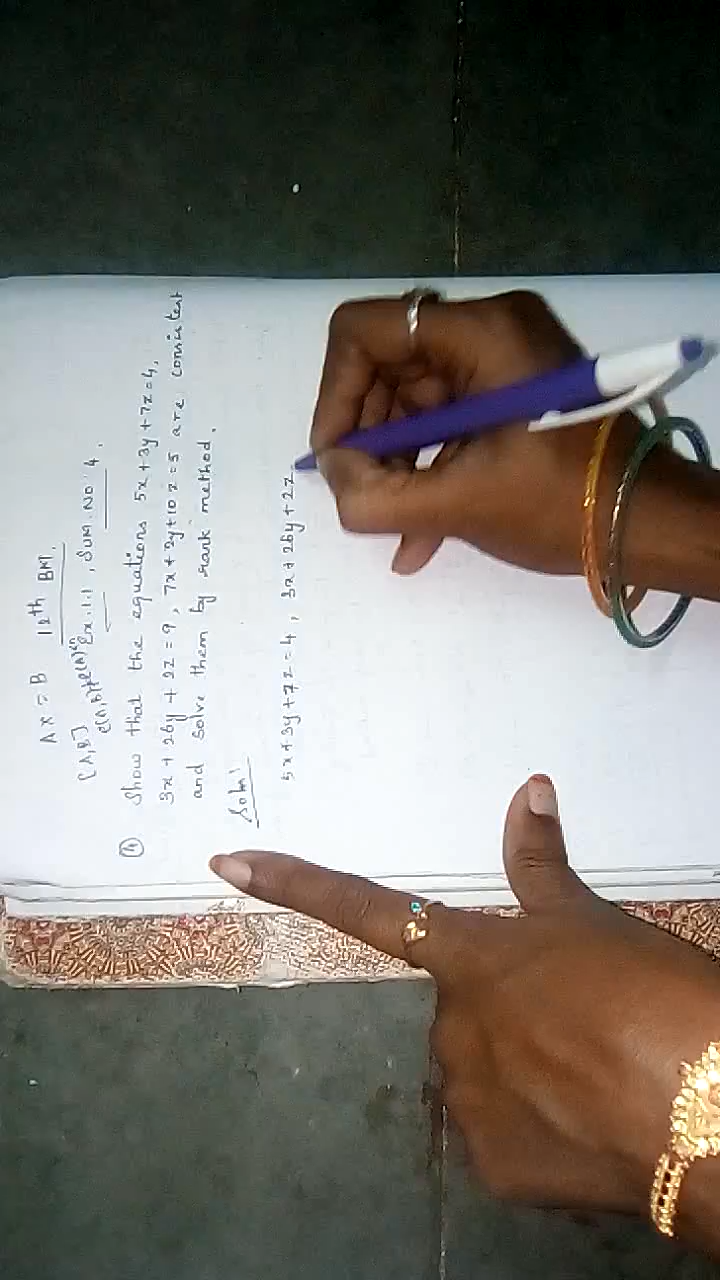 AX = B 12th BM.
[A,B] Ex 1.1, SUM. NO: 4.
④ Show that the equations 5x+3y+7z=4,
3x + 26y + 2z = 9, 7x + 2y + 10z = 5 are consistent
and solve them by rank method.
Soln:
5x+3y+7z=4, 3x+26y+2z